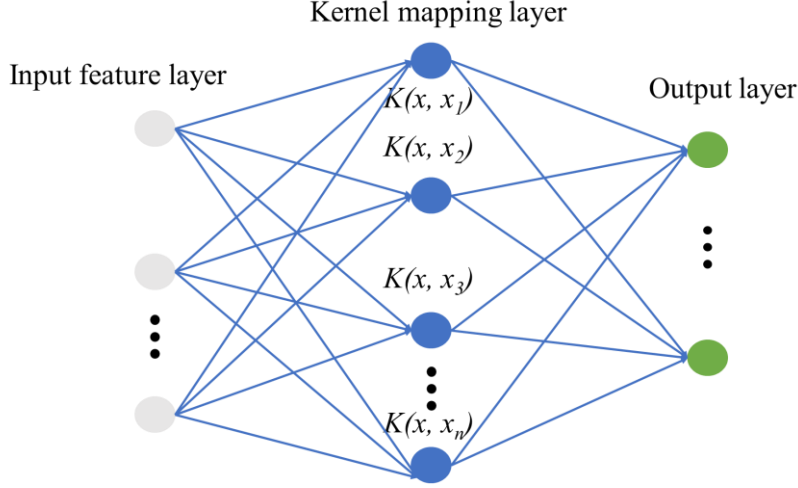 Kernel mapping layer
Input feature layer
Output layer
K(x, x₁)
K(x, x₂)
K(x, x₃)
K(x, xₙ)